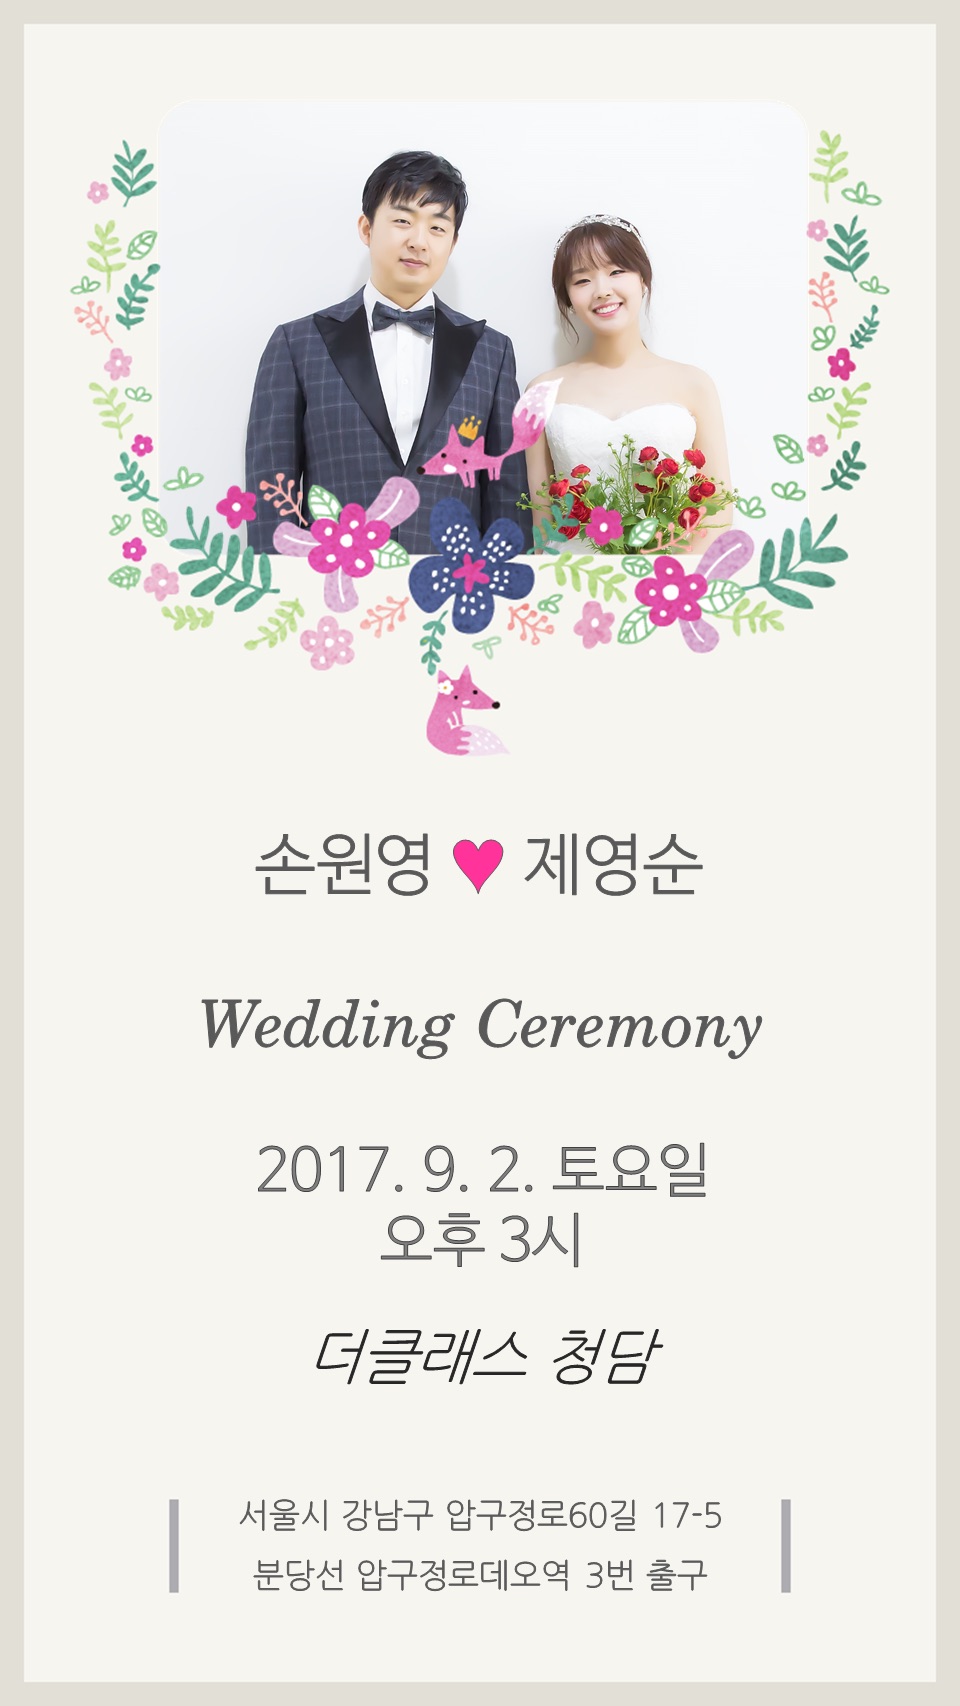 손원영 ♥ 제영순
Wedding Ceremony
2017. 9. 2. 토요일
오후 3시
더클래스 청담
서울시 강남구 압구정로60길 17-5
분당선 압구정로데오역 3번 출구